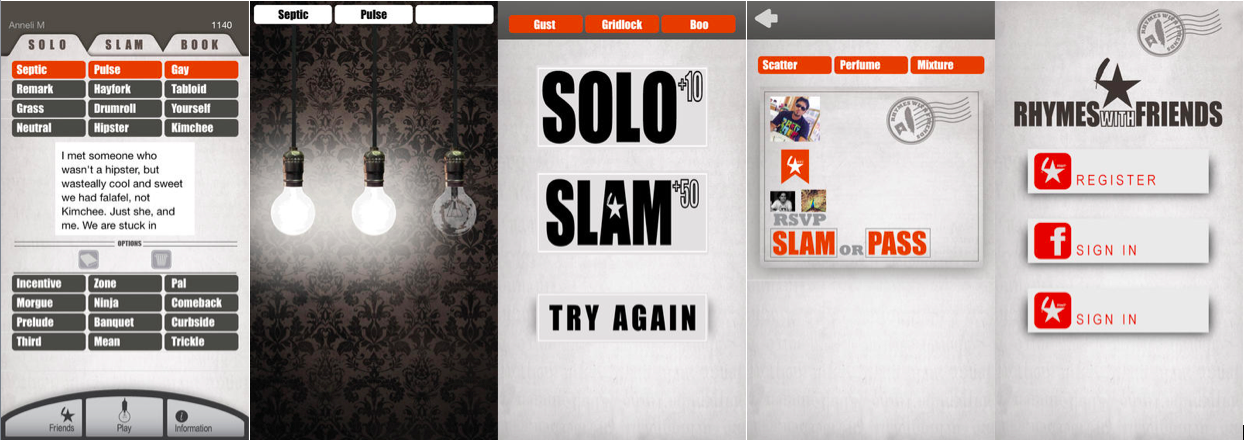 Anneli M 1140
SOLO SLAM BOOK
Septic Pulse Gay
Remark Hayfork Tabloid
Grass Drumroll Yourself
Neutral Hipster Kimchee
I met someone who
wasn't a hipster, but
wasteally cool and sweet
we had falafel, not
Kimchee. Just she, and
me. We are stuck in
OPTIONS
Incentive Zone Pal
Morgue Ninja Comeback
Prelude Banquet Curbside
Third Mean Trickle
Friends Play Information
Septic Pulse
Gust Gridlock Boo
SOLO +10
SLAM +50
TRY AGAIN
Scatter Perfume Mixture
RHYMES WITH FRIENDS
RSVP
SLAM OR PASS
RHYMES WITH FRIENDS
RHYMES WITH FRIENDS
REGISTER
f SIGN IN
SIGN IN